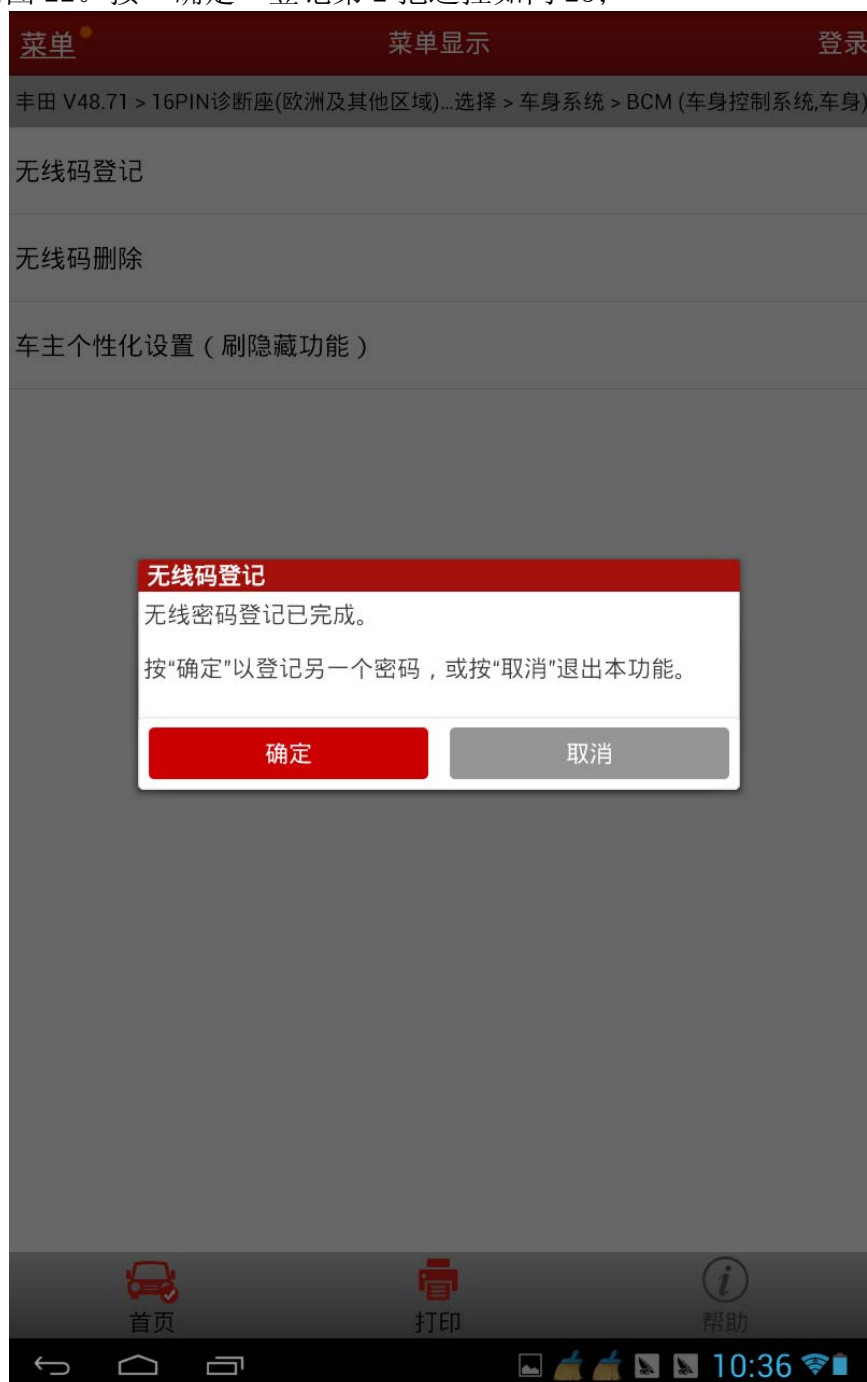 菜单
菜单显示
登录
丰田 V48.71 > 16PIN诊断座(欧洲及其他区域)...选择 > 车身系统 > BCM (车身控制系统,车身)
无线码登记
无线码删除
车主个性化设置(刷隐藏功能)
无线码登记
无线密码登记已完成。
按“确定”以登记另一个密码,或按“取消”退出本功能。
确定
取消
首页
打印
帮助
10:36